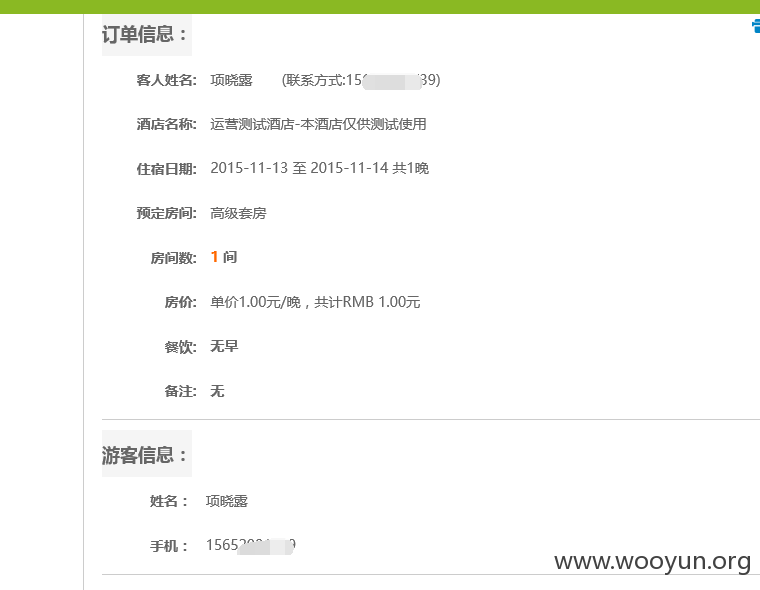 订单信息：
客人姓名: 项晓露 (联系方式:15 39)
酒店名称: 运营测试酒店-本酒店仅供测试使用
住宿日期: 2015-11-13 至 2015-11-14 共1晚
预定房间: 高级套房
房间数: 1 间
房价: 单价1.00元/晚，共计RMB 1.00元
餐饮: 无早
备注: 无
游客信息：
姓名： 项晓露
手机： 1565 9
www.wooyun.org